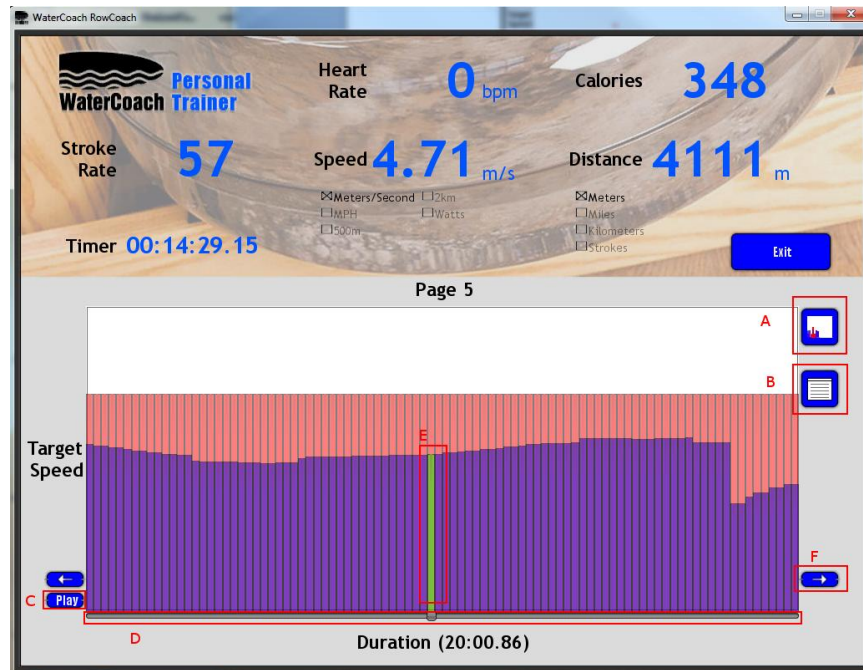 WaterCoach RowCoach
WaterCoach
Personal
Trainer
Heart
Rate
0 bpm
Calories
348
Stroke
Rate
57
Speed
4.71 m/s
Distance
4111 m
Meters/Second
2km
MPH
Watts
500m
Meters
Miles
Kilometers
Strokes
Timer 00:14:29.15
Exit
Page 5
A
B
E
Target
Speed
F
←
→
C
Play
D
Duration (20:00.86)